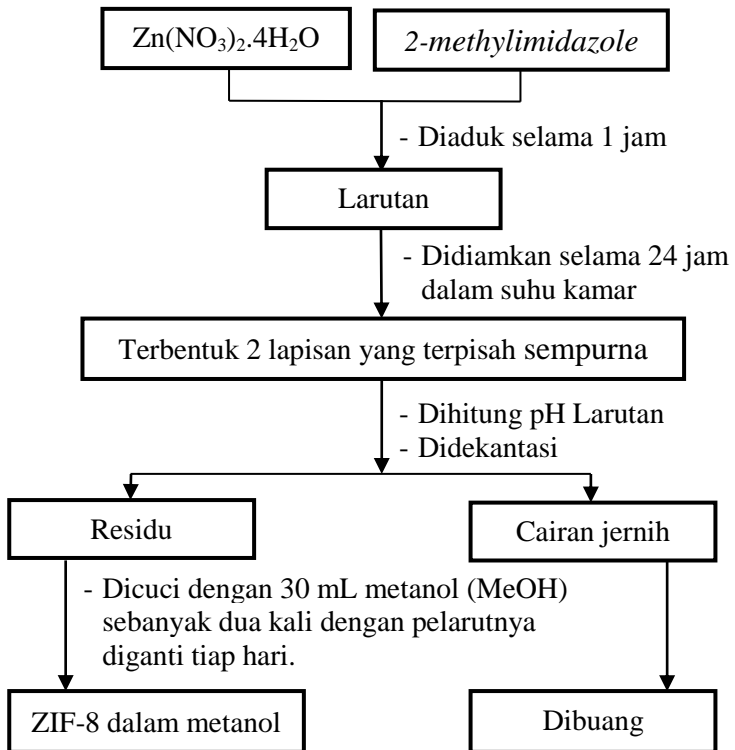 Zn(NO₃)₂.4H₂O
2-methylimidazole
- Diaduk selama 1 jam
Larutan
- Didiamkan selama 24 jam
dalam suhu kamar
Terbentuk 2 lapisan yang terpisah sempurna
- Dihitung pH Larutan
- Didekantasi
Residu
Cairan jernih
- Dicuci dengan 30 mL metanol (MeOH)
sebanyak dua kali dengan pelarutnya
diganti tiap hari.
ZIF-8 dalam metanol
Dibuang